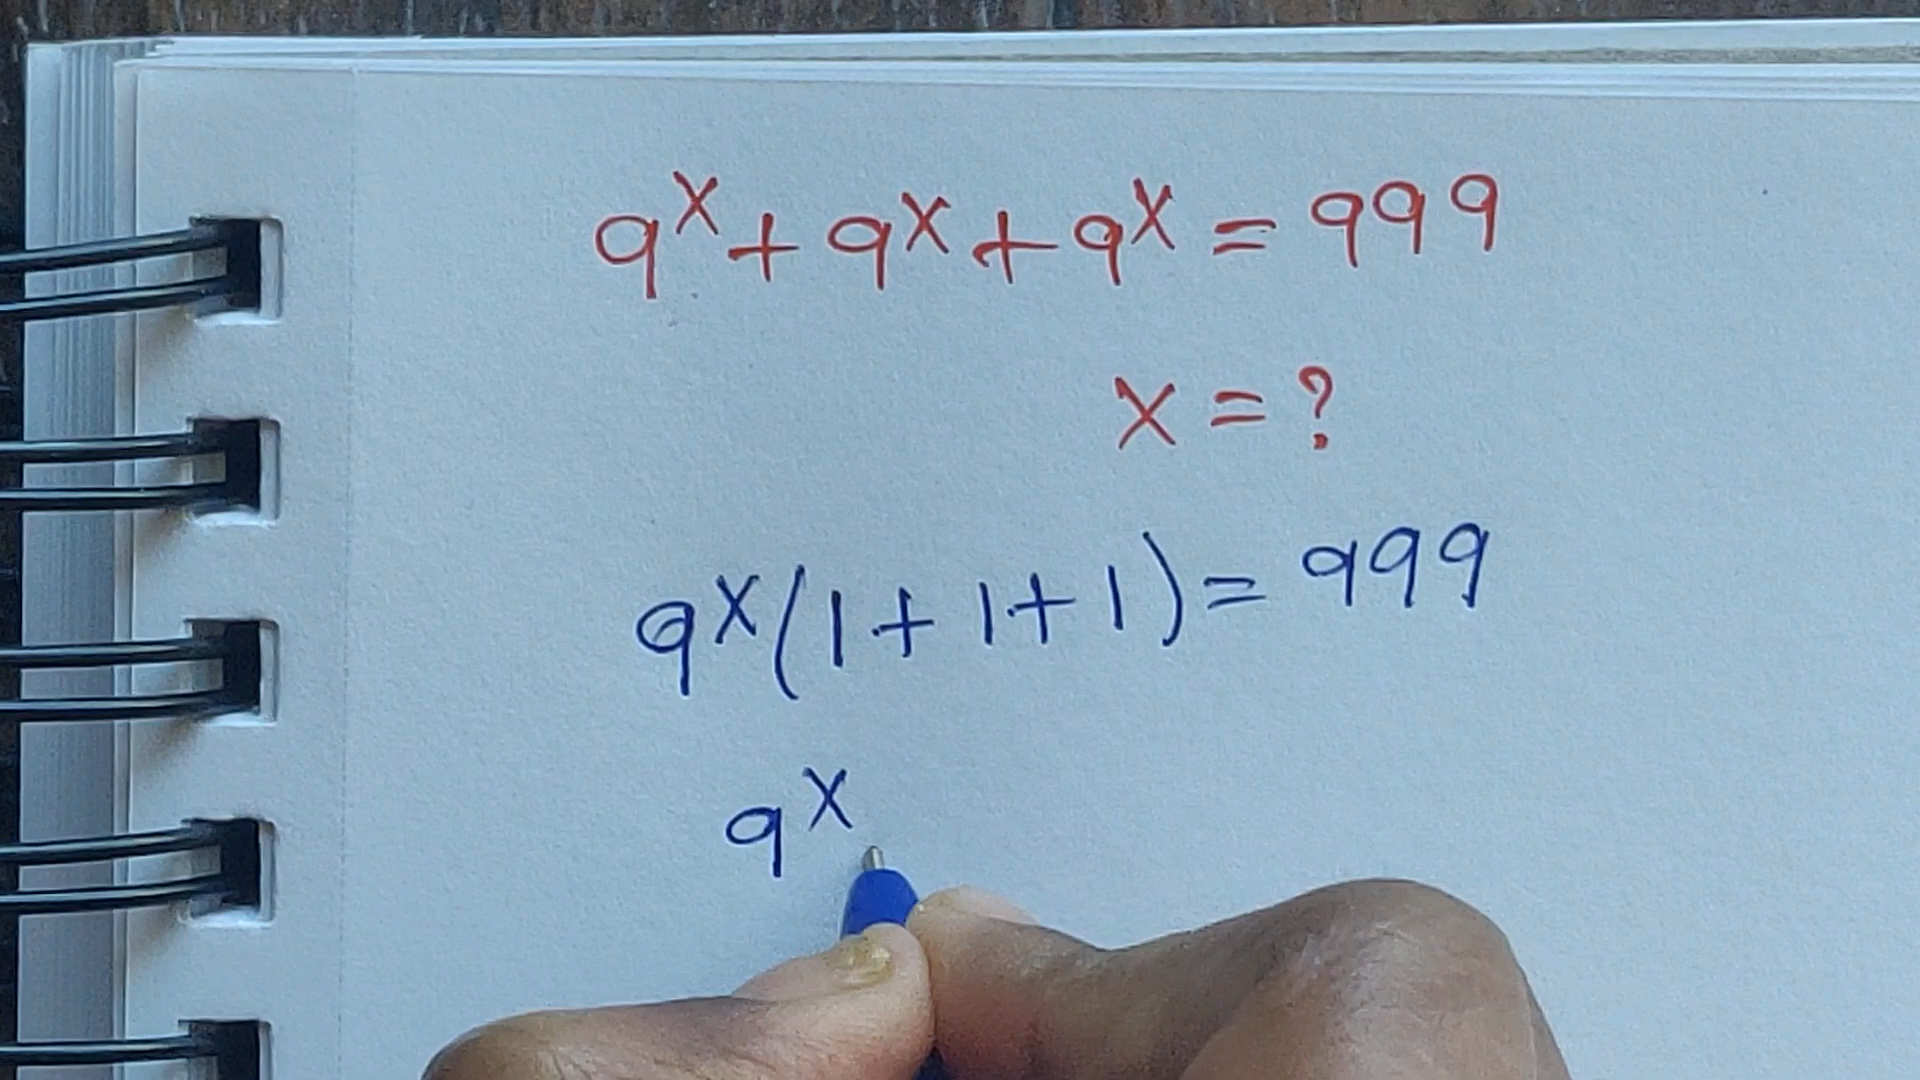 9^x + 9^x + 9^x = 999
x = ?
9^x (1 + 1 + 1) = 999
9^x